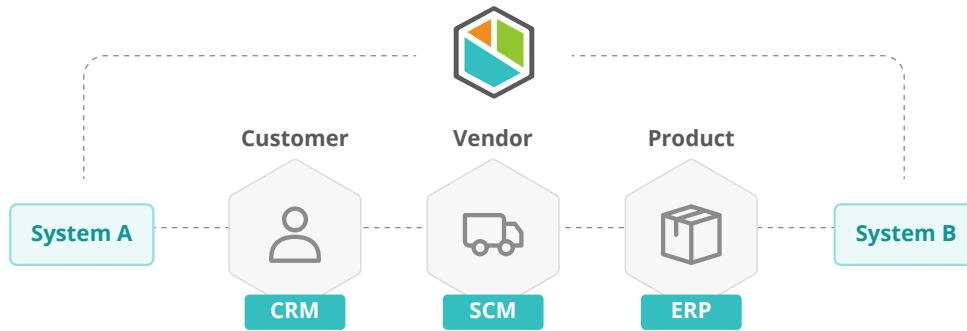 Customer
Vendor
Product
System A
System B
CRM
SCM
ERP